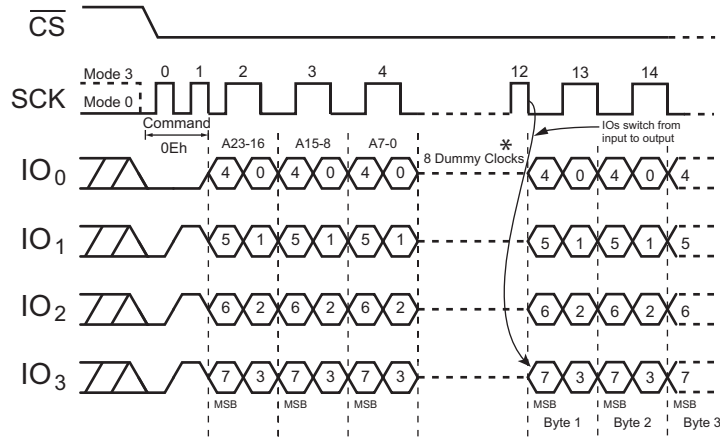 CS
Mode 3 0 1 2 3 4 12 13 14
SCK Mode 0
Command
IOs switch from
input to output
0Eh A23-16 A15-8 A7-0 *
8 Dummy Clocks
IO0 4 0 4 0 4 0 4 0 4 0 4
IO1 5 1 5 1 5 1 5 1 5 1 5
IO2 6 2 6 2 6 2 6 2 6 2 6
IO3 7 3 7 3 7 3 7 3 7 3 7
MSB MSB MSB MSB MSB MSB
Byte 1 Byte 2 Byte 3